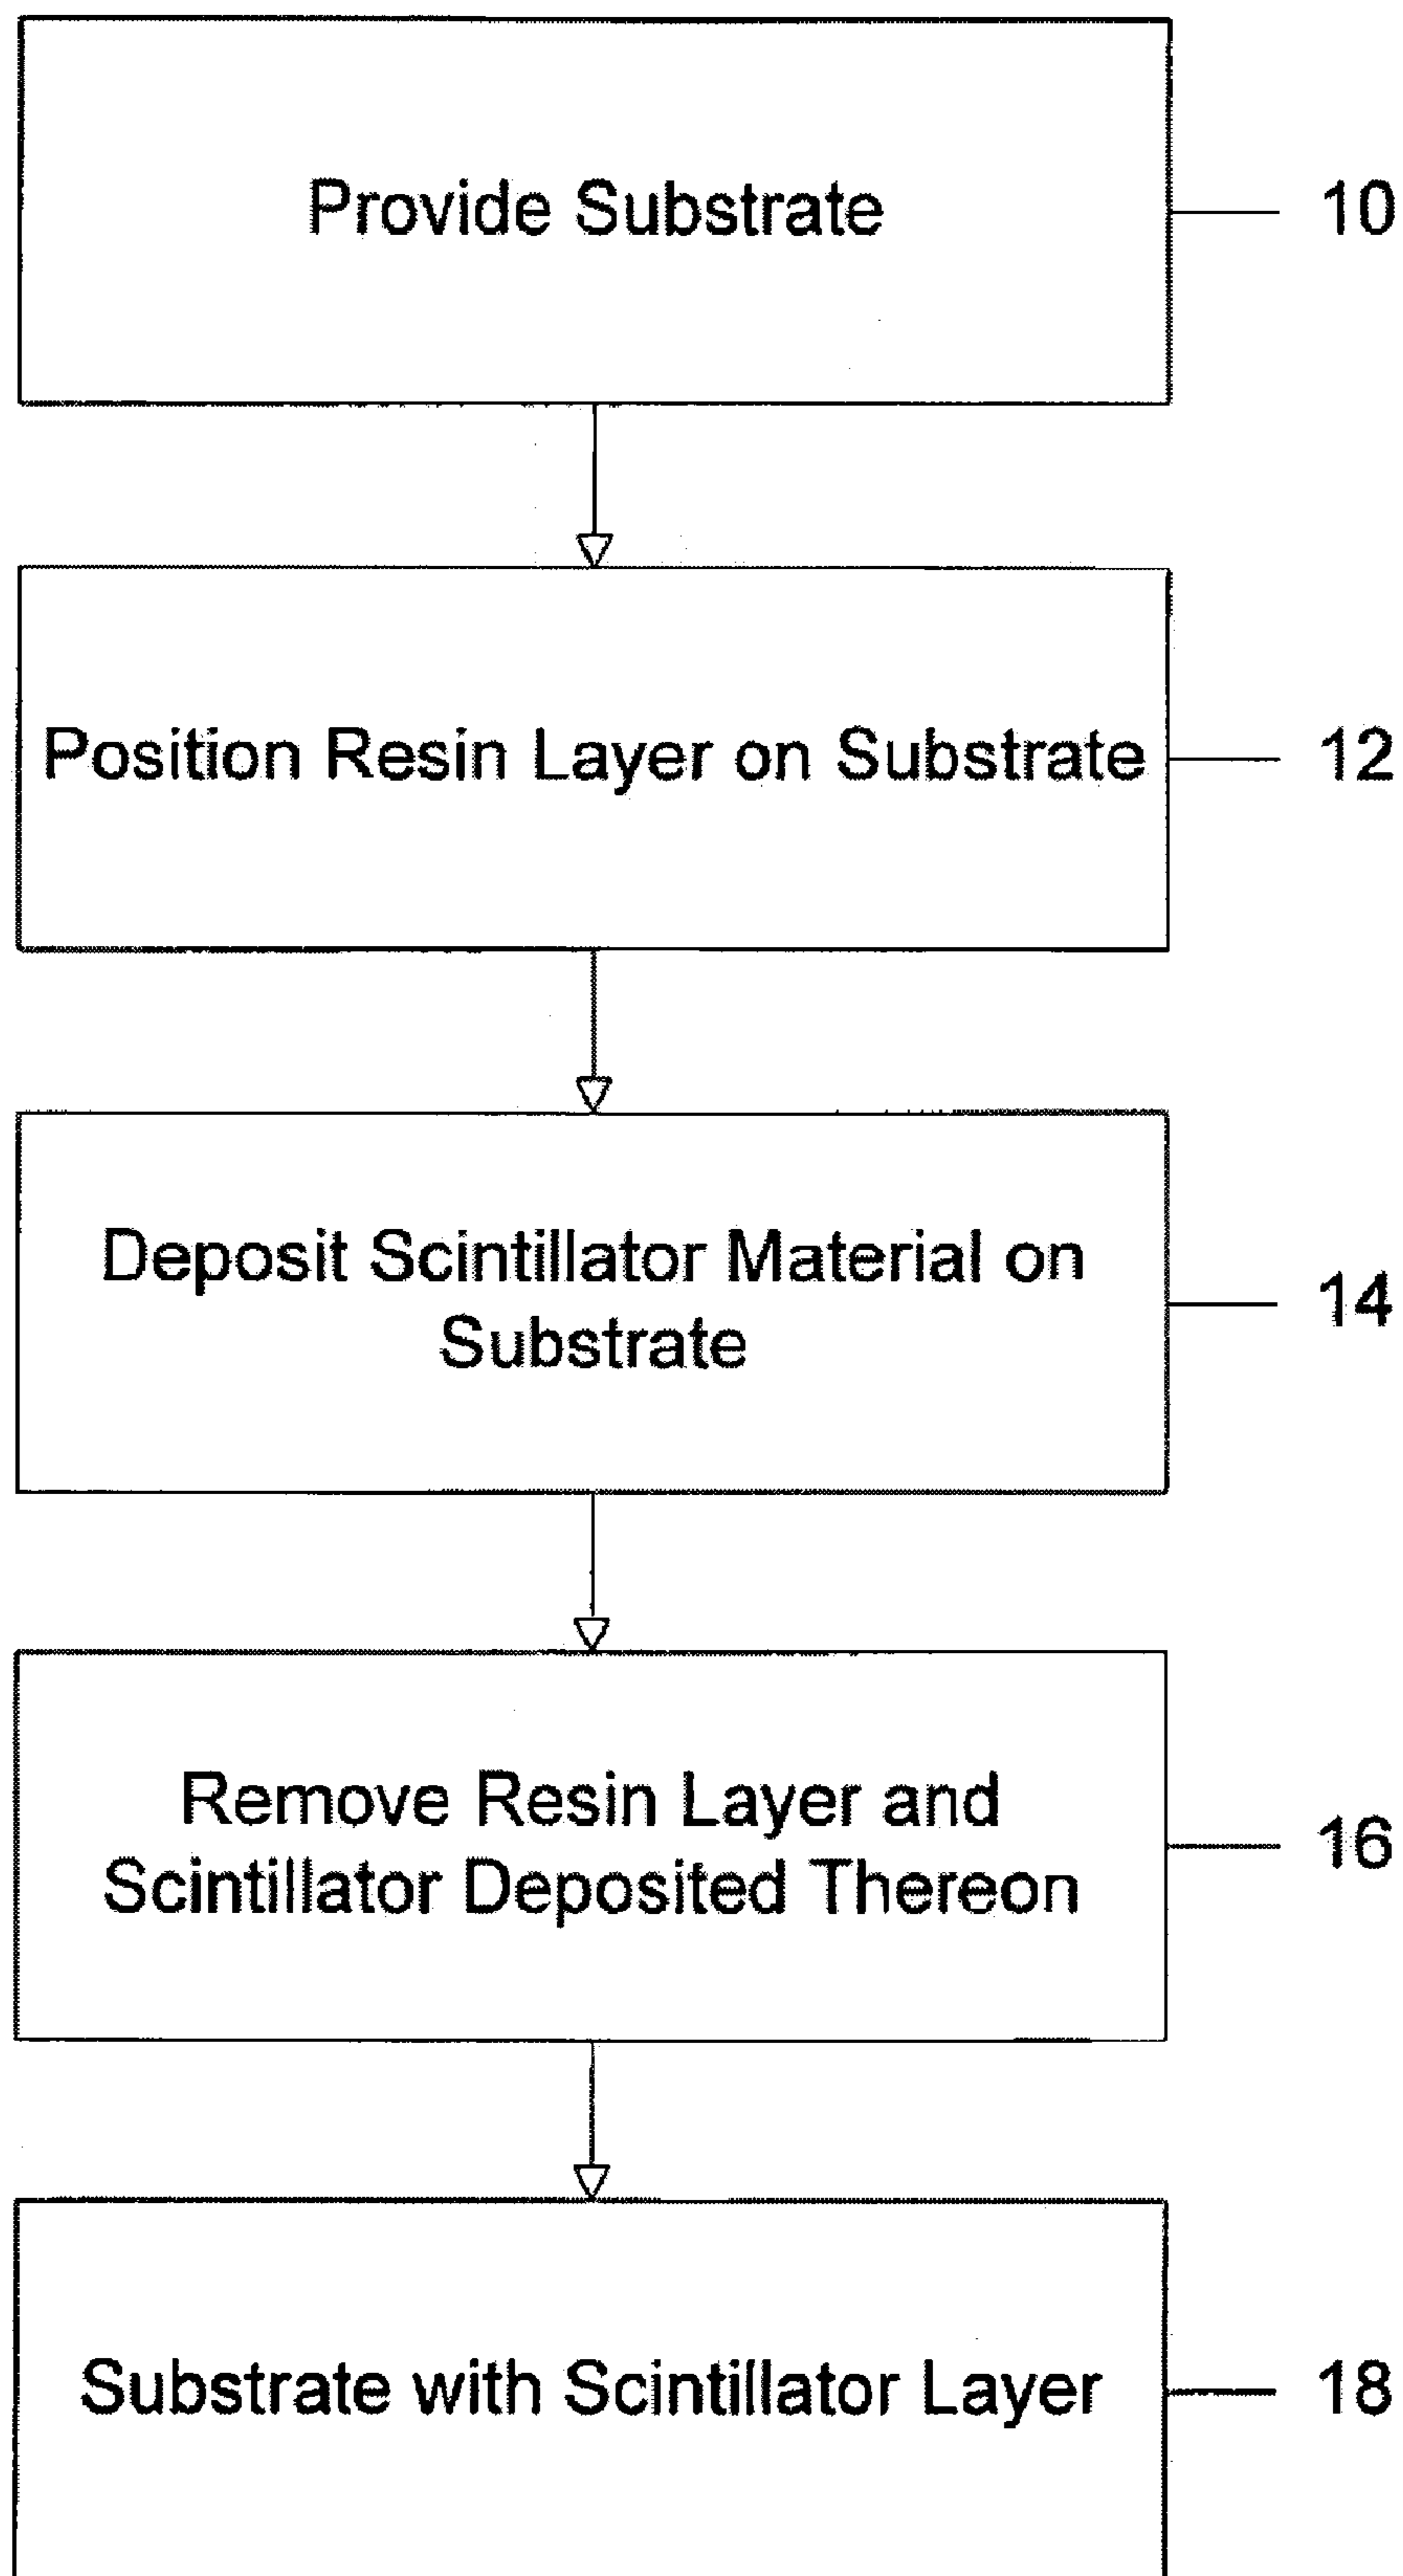 Provide Substrate
10
Position Resin Layer on Substrate
12
Deposit Scintillator Material on
Substrate
14
Remove Resin Layer and
Scintillator Deposited Thereon
16
Substrate with Scintillator Layer
18